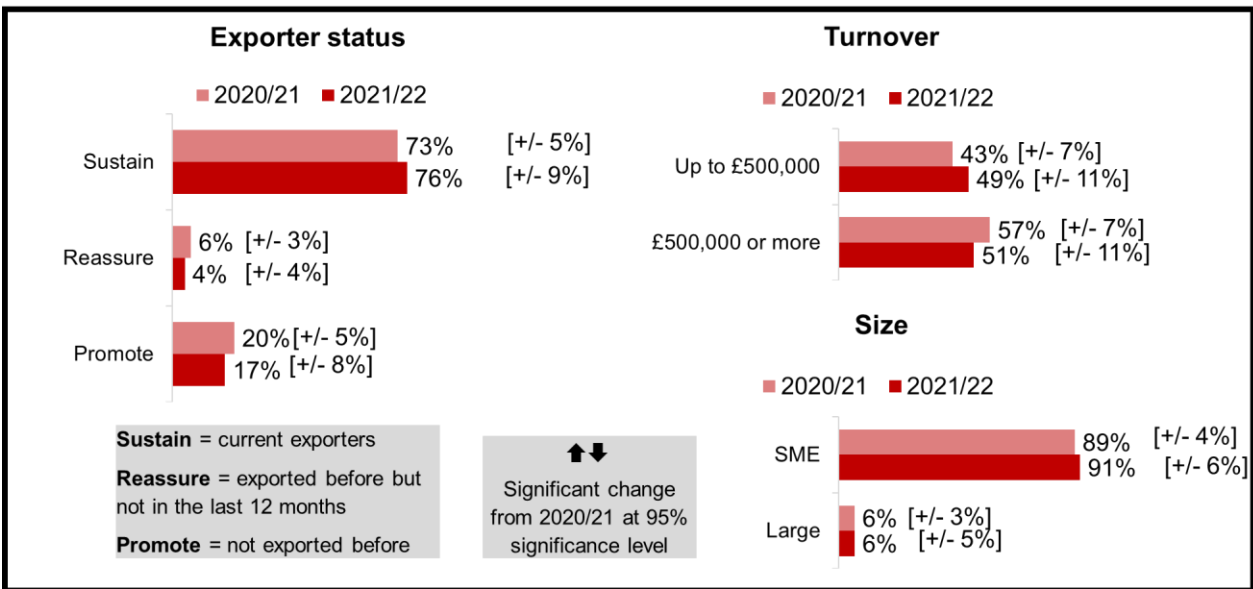 Exporter status
2020/21 2021/22
Sustain
73% [+/- 5%]
76% [+/- 9%]
Reassure
6% [+/- 3%]
4% [+/- 4%]
Promote
20% [+/- 5%]
17% [+/- 8%]
Sustain = current exporters
Reassure = exported before but
not in the last 12 months
Promote = not exported before
Significant change
from 2020/21 at 95%
significance level
Turnover
2020/21 2021/22
Up to £500,000
43% [+/- 7%]
49% [+/- 11%]
£500,000 or more
57% [+/- 7%]
51% [+/- 11%]
Size
2020/21 2021/22
SME
89% [+/- 4%]
91% [+/- 6%]
Large
6% [+/- 3%]
6% [+/- 5%]